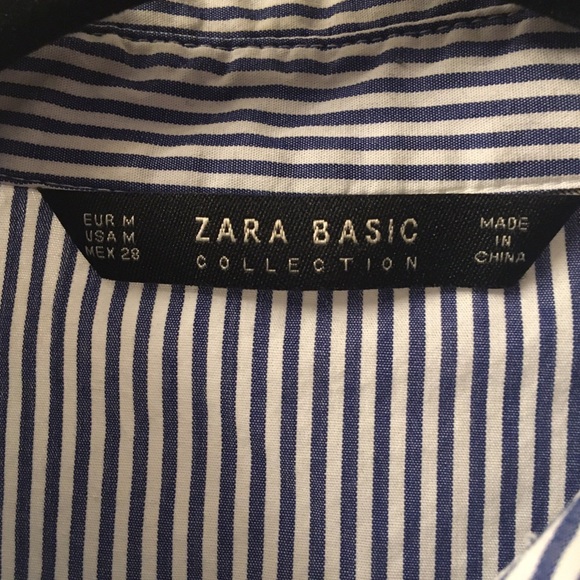 EUR M
USA M
MEX 28
ZARA BASIC
COLLECTION
MADE
IN
CHINA